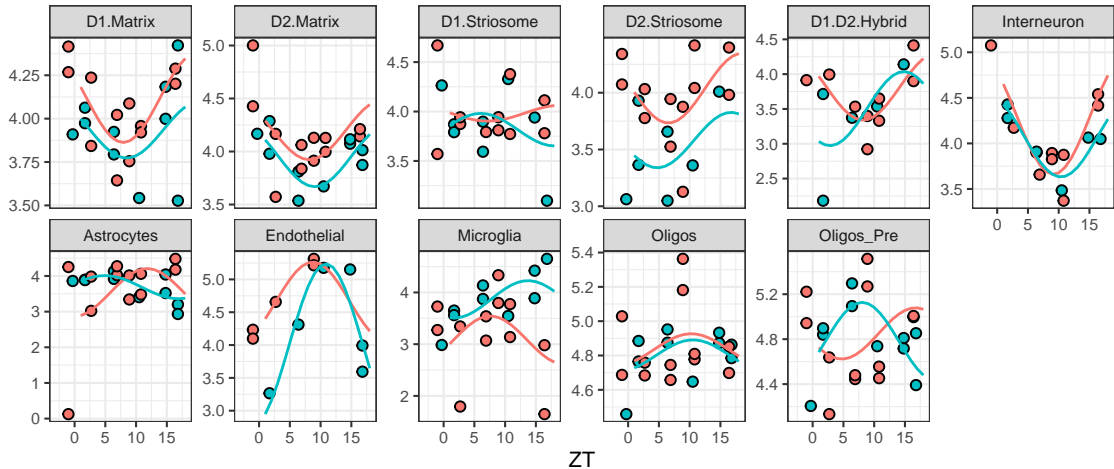 D1.Matrix D2.Matrix D1.Striosome D2.Striosome D1.D2.Hybrid Interneuron
4.25 4.00 3.75 3.50
5.0 4.5 4.0 3.5
4.5 4.0 3.5
4.0 3.5 3.0
4.5 4.0 3.5 3.0 2.5
5.0 4.5 4.0 3.5
Astrocytes Endothelial Microglia Oligos Oligos_Pre
4 3 2 1 0
5.0 4.5 4.0 3.5 3.0
4 3 2
5.4 5.2 5.0 4.8 4.6
5.2 4.8 4.4
0 5 10 15 0 5 10 15 0 5 10 15 0 5 10 15 0 5 10 15 0 5 10 15
ZT